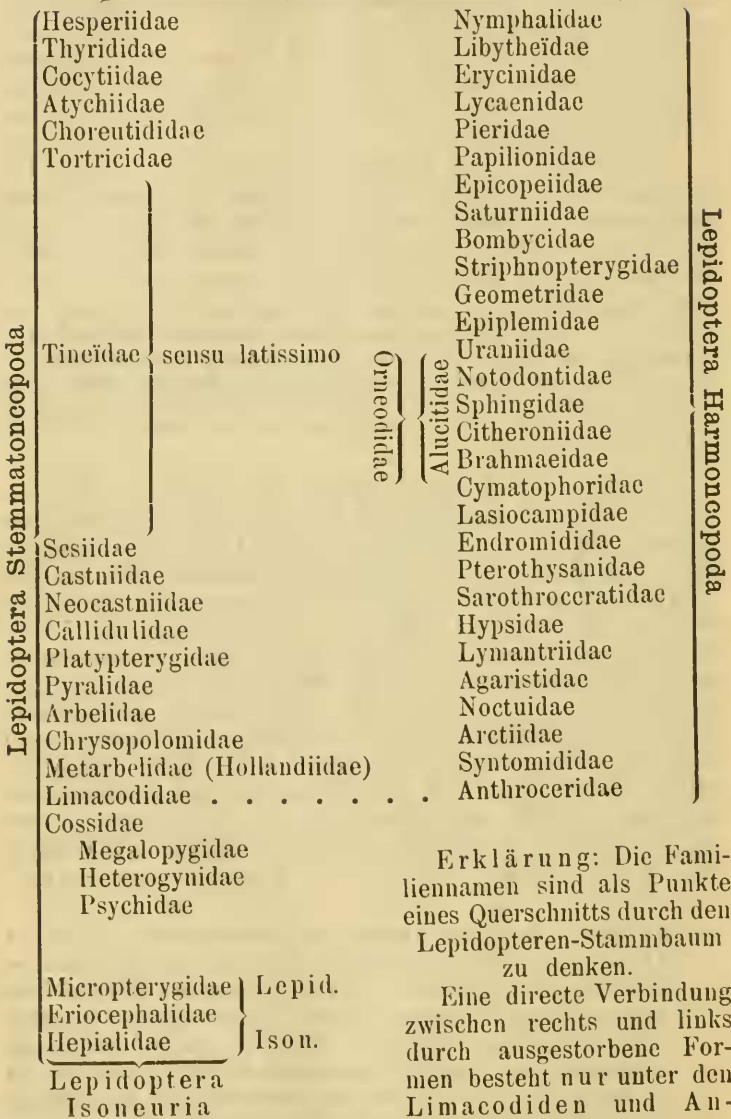 Lepidoptera Stemmatoncopoda
Hesperiidae
Thyrididae
Cocytiidae
Atychiidae
Choreutididae
Tortricidae
Tineïdae { sensu latissimo
Sesiidae
Castniidae
Neocastniidae
Callidulidae
Platypterygidae
Pyralidae
Arbelidae
Chrysopolomidae
Metarbelidae (Hollandiidae)
Limacodidae . . . . . . .
Cossidae
Megalopygidae
Heterogynidae
Psychidae
Micropterygidae } Lepid.
Eriocephalidae
Hepialidae } Ison.
Lepidoptera
Isoneuria
Orneodidae
Alucitidae
Nymphalidae
Libytheïdae
Erycinidae
Lycaenidae
Pieridae
Papilionidae
Epicopeiidae
Saturniidae
Bombycidae
Striphnopterygidae
Geometridae
Epiplemidae
Uraniidae
Notodontidae
Sphingidae
Citheroniidae
Brahmaeidae
Cymatophoridae
Lasiocampidae
Endromididae
Pterothysanidae
Sarothroceratidae
Hypsidae
Lymantriidae
Agaristidae
Noctuidae
Arctiidae
Syntomididae
Anthroceridae
Lepidoptera Harmoncopoda
Erklärung: Die Fami-
liennamen sind als Punkte
eines Querschnitts durch den
Lepidopteren-Stammbaum
zu denken.
Eine directe Verbindung
zwischen rechts und links
durch ausgestorbene For-
men besteht nur unter den
Limacodiden und An-